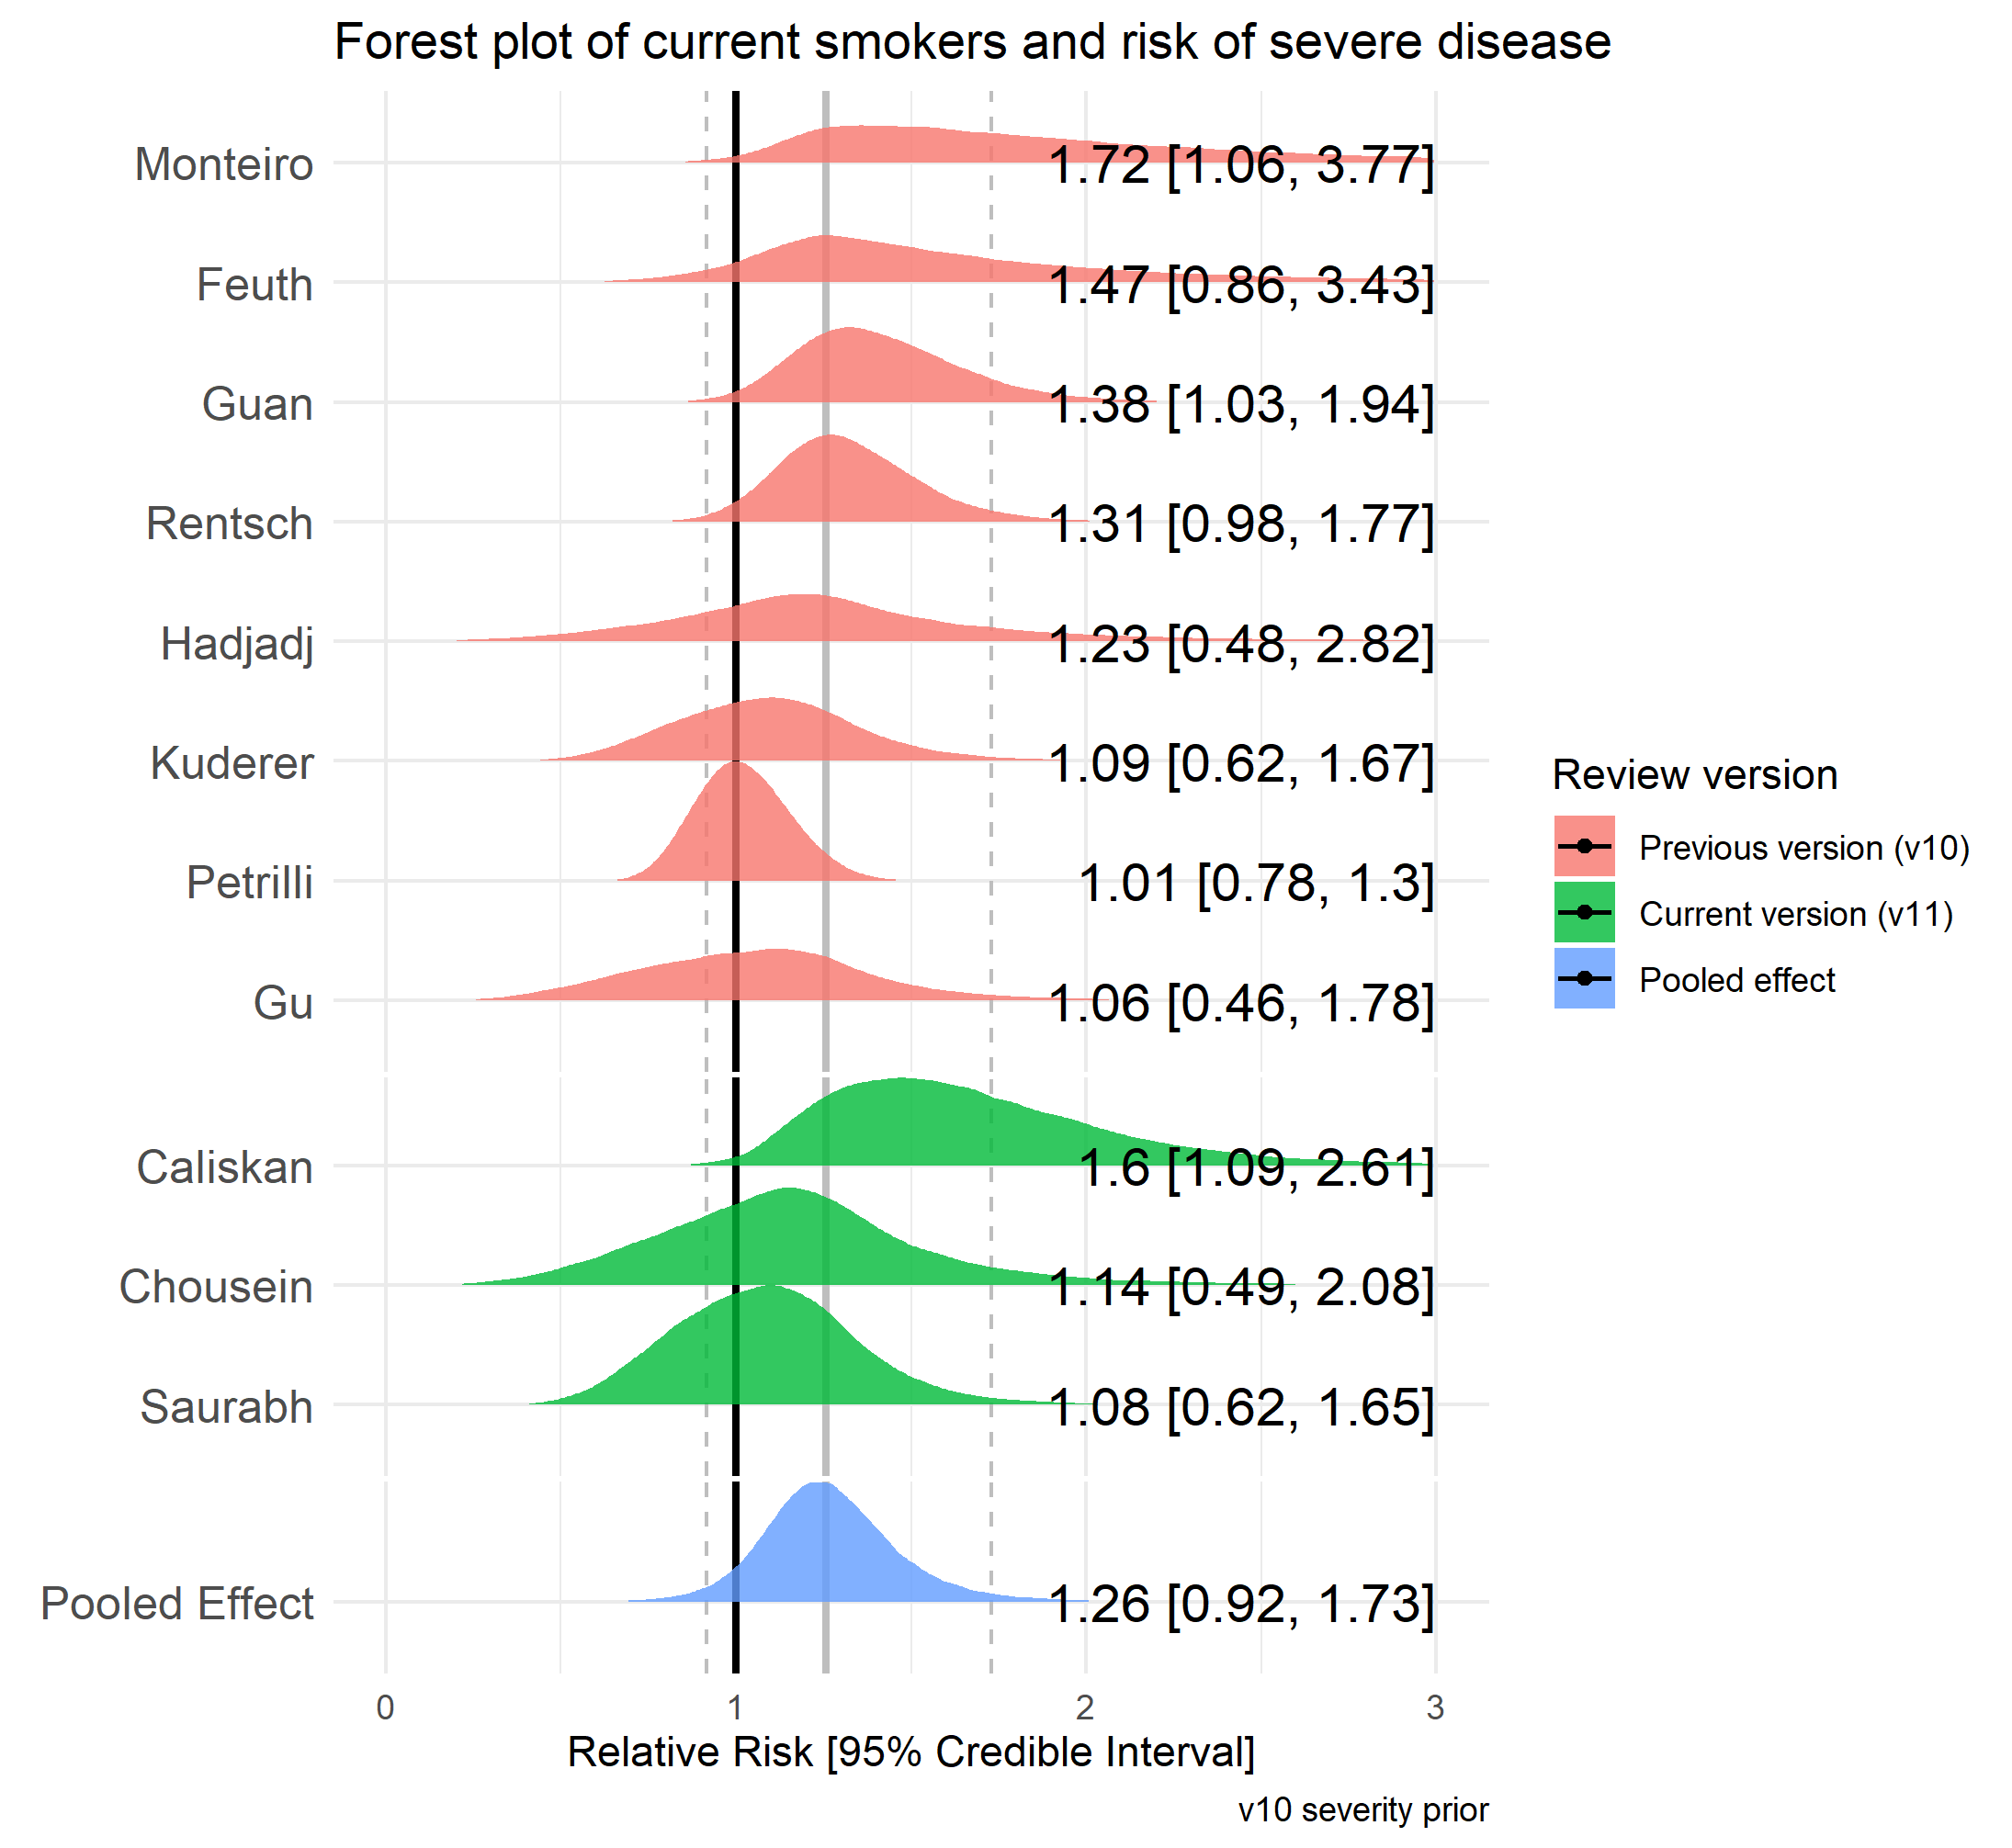 Forest plot of current smokers and risk of severe disease
Monteiro 1.72 [1.06, 3.77]
Feuth 1.47 [0.86, 3.43]
Guan 1.38 [1.03, 1.94]
Rentsch 1.31 [0.98, 1.77]
Hadjadj 1.23 [0.48, 2.82]
Kuderer 1.09 [0.62, 1.67]
Petrilli 1.01 [0.78, 1.3]
Gu 1.06 [0.46, 1.78]
Caliskan 1.6 [1.09, 2.61]
Chousein 1.14 [0.49, 2.08]
Saurabh 1.08 [0.62, 1.65]
Pooled Effect 1.26 [0.92, 1.73]
0 1 2 3
Relative Risk [95% Credible Interval]
v10 severity prior
Review version
Previous version (v10)
Current version (v11)
Pooled effect